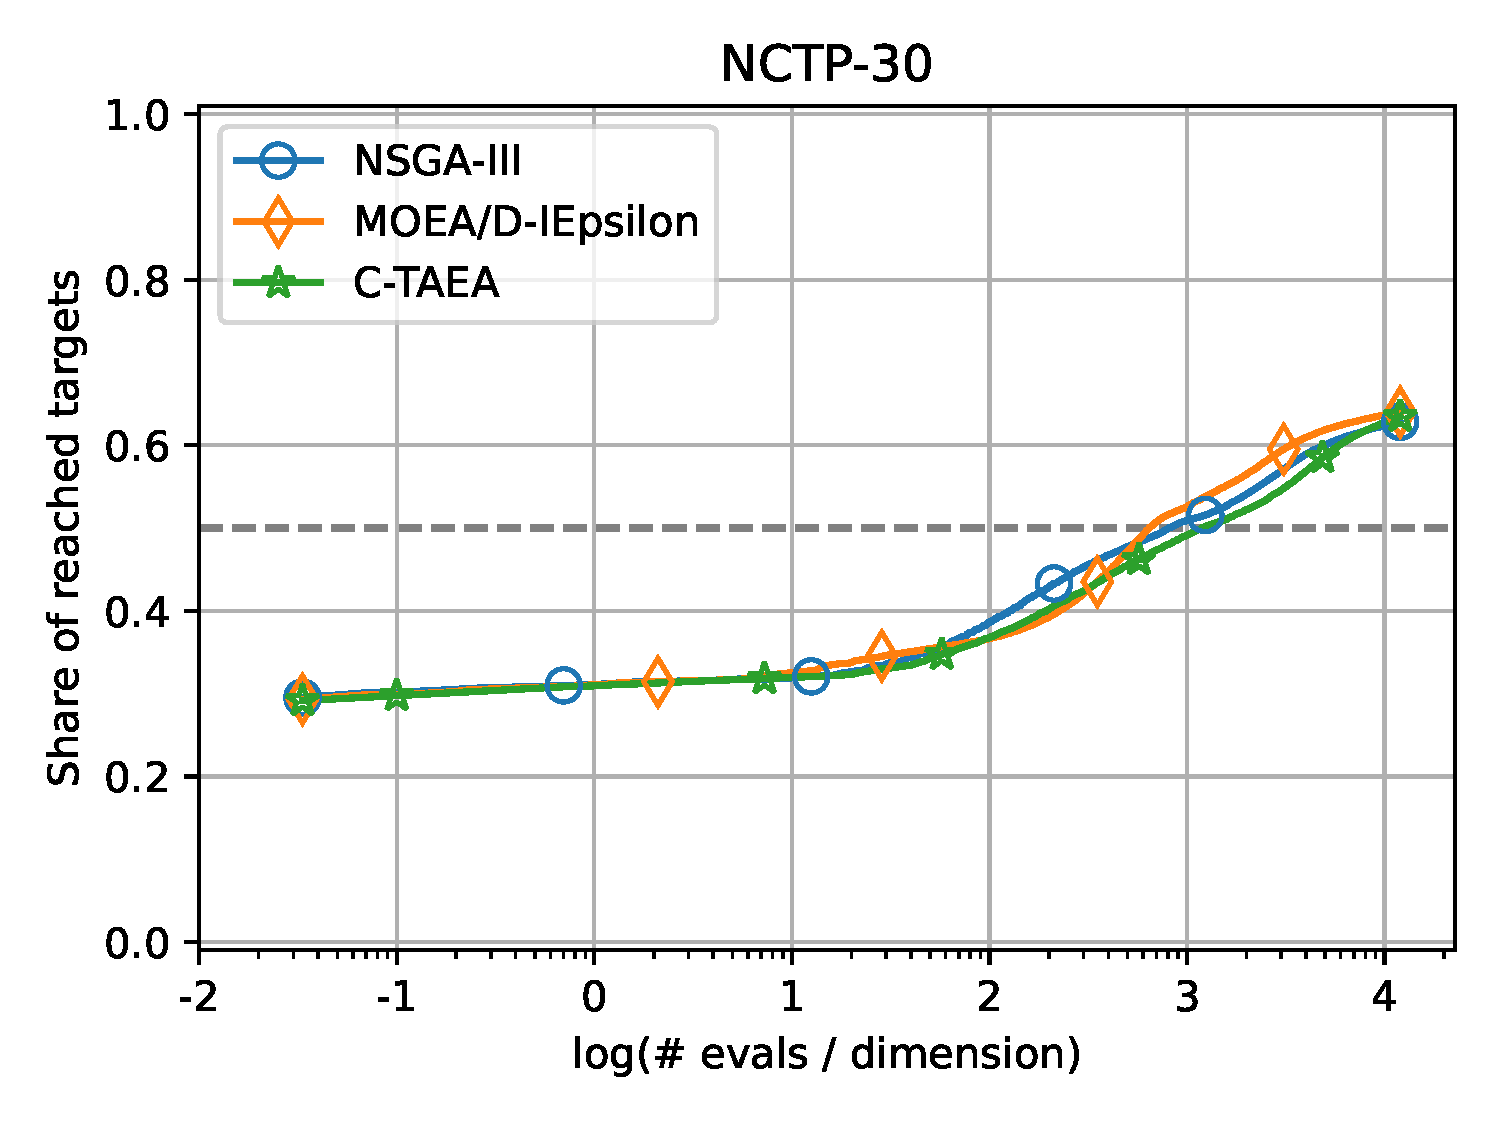 NCTP-30
1.0
0.8
0.6
0.4
0.2
0.0
Share of reached targets
NSGA-III
MOEA/D-IEpsilon
C-TAEA
-2 -1 0 1 2 3 4
log(# evals / dimension)